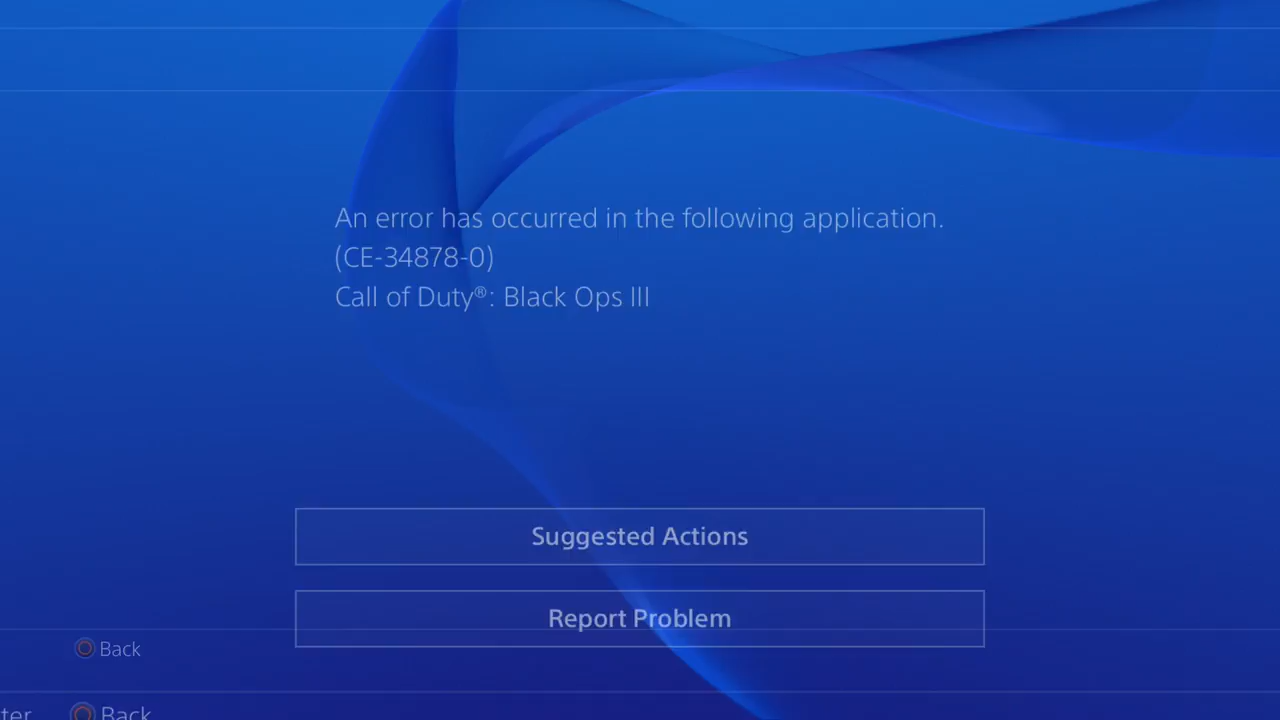 An error has occurred in the following application.
(CE-34878-0)
Call of Duty®: Black Ops III
Suggested Actions
Report Problem
Back
Back